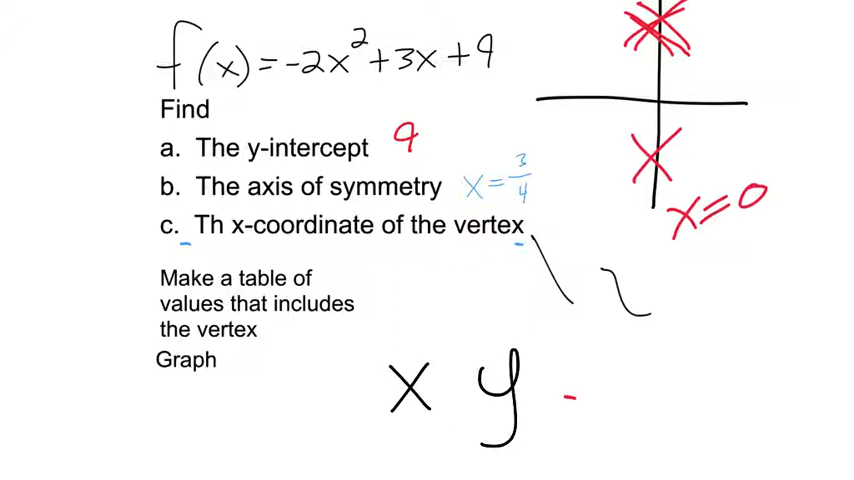 f(x) = -2x² + 3x + 9
Find
a. The y-intercept 9
b. The axis of symmetry x = 3/4
c. Th x-coordinate of the vertex
x = 0
Make a table of
values that includes
the vertex
Graph
x y